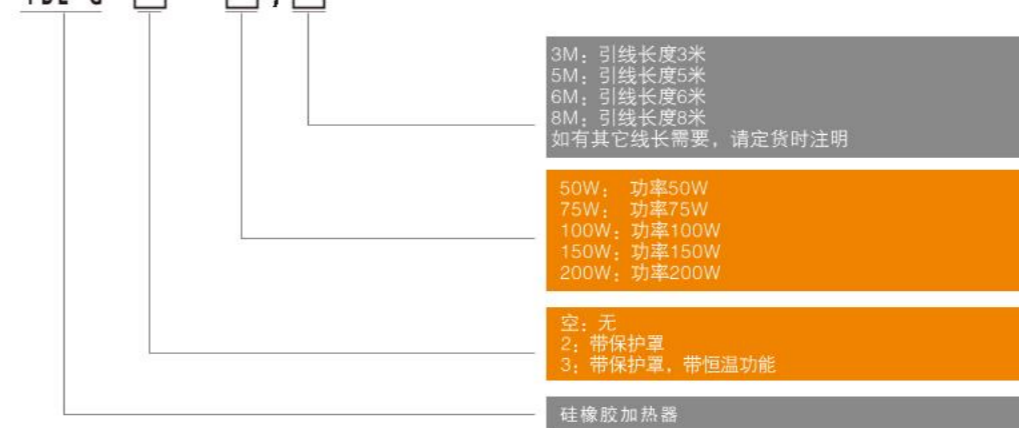 3M：引线长度3米
5M：引线长度5米
6M：引线长度6米
8M：引线长度8米
如有其它线长需要，请定货时注明
50W： 功率50W
75W： 功率75W
100W：功率100W
150W：功率150W
200W：功率200W
空：无
2；带保护罩
3；带保护罩，带恒温功能
硅橡胶加热器